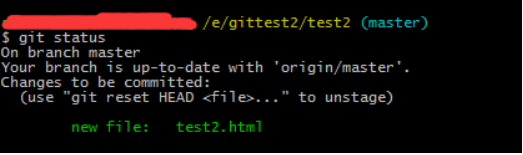 /e/gittest2/test2 (master)
$ git status
On branch master
Your branch is up-to-date with 'origin/master'.
Changes to be committed:
  (use "git reset HEAD <file>..." to unstage)
        new file:   test2.html